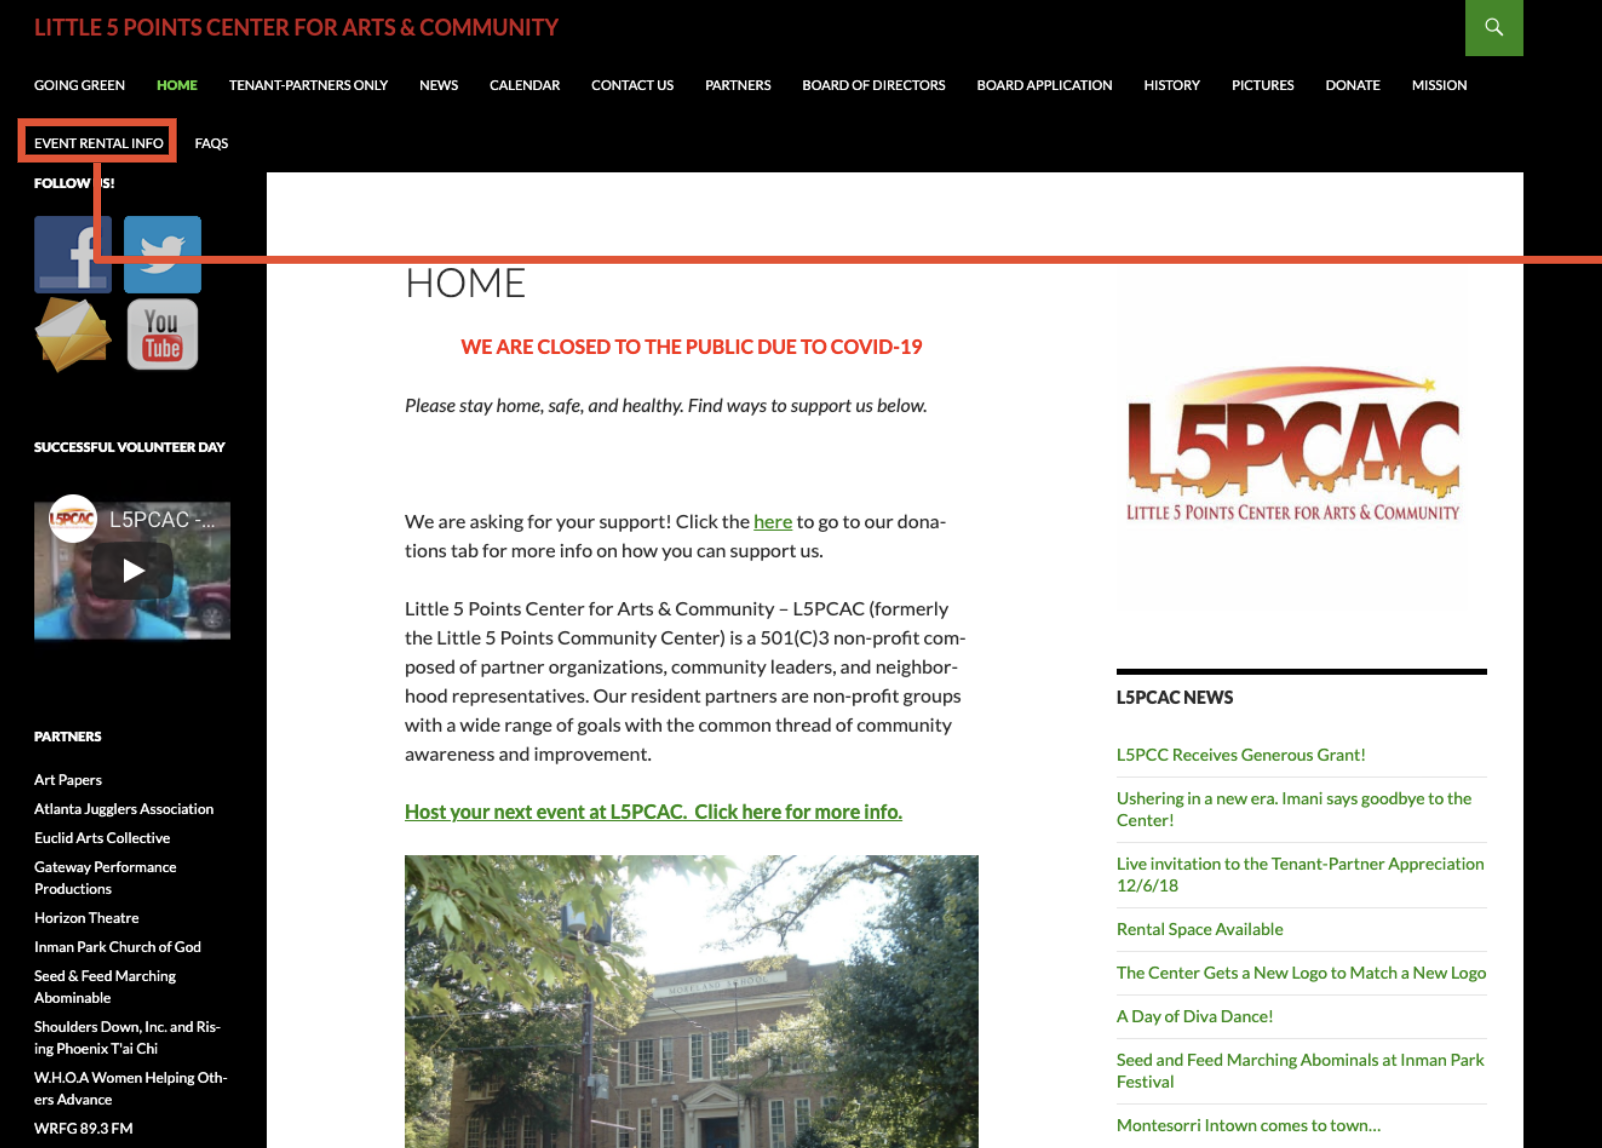 LITTLE 5 POINTS CENTER FOR ARTS & COMMUNITY
GOING GREEN HOME TENANT-PARTNERS ONLY NEWS CALENDAR CONTACT US PARTNERS BOARD OF DIRECTORS BOARD APPLICATION HISTORY PICTURES DONATE MISSION
EVENT RENTAL INFO FAQS
FOLLOW US!
You
Tube
SUCCESSFUL VOLUNTEER DAY
L5PCAC
L5PCAC -...
PARTNERS
Art Papers
Atlanta Jugglers Association
Euclid Arts Collective
Gateway Performance
Productions
Horizon Theatre
Inman Park Church of God
Seed & Feed Marching
Abominable
Shoulders Down, Inc. and Ris-
ing Phoenix T'ai Chi
W.H.O.A Women Helping Oth-
ers Advance
WRFG 89.3 FM
HOME
WE ARE CLOSED TO THE PUBLIC DUE TO COVID-19
Please stay home, safe, and healthy. Find ways to support us below.
We are asking for your support! Click the here to go to our dona-
tions tab for more info on how you can support us.
Little 5 Points Center for Arts & Community – L5PCAC (formerly
the Little 5 Points Community Center) is a 501(C)3 non-profit com-
posed of partner organizations, community leaders, and neighbor-
hood representatives. Our resident partners are non-profit groups
with a wide range of goals with the common thread of community
awareness and improvement.
Host your next event at L5PCAC. Click here for more info.
MORELAND SCHOOL
L5PCAC
LITTLE 5 POINTS CENTER FOR ARTS & COMMUNITY
L5PCAC NEWS
L5PCC Receives Generous Grant!
Ushering in a new era. Imani says goodbye to the
Center!
Live invitation to the Tenant-Partner Appreciation
12/6/18
Rental Space Available
The Center Gets a New Logo to Match a New Logo
A Day of Diva Dance!
Seed and Feed Marching Abominals at Inman Park
Festival
Montesorri Intown comes to town…